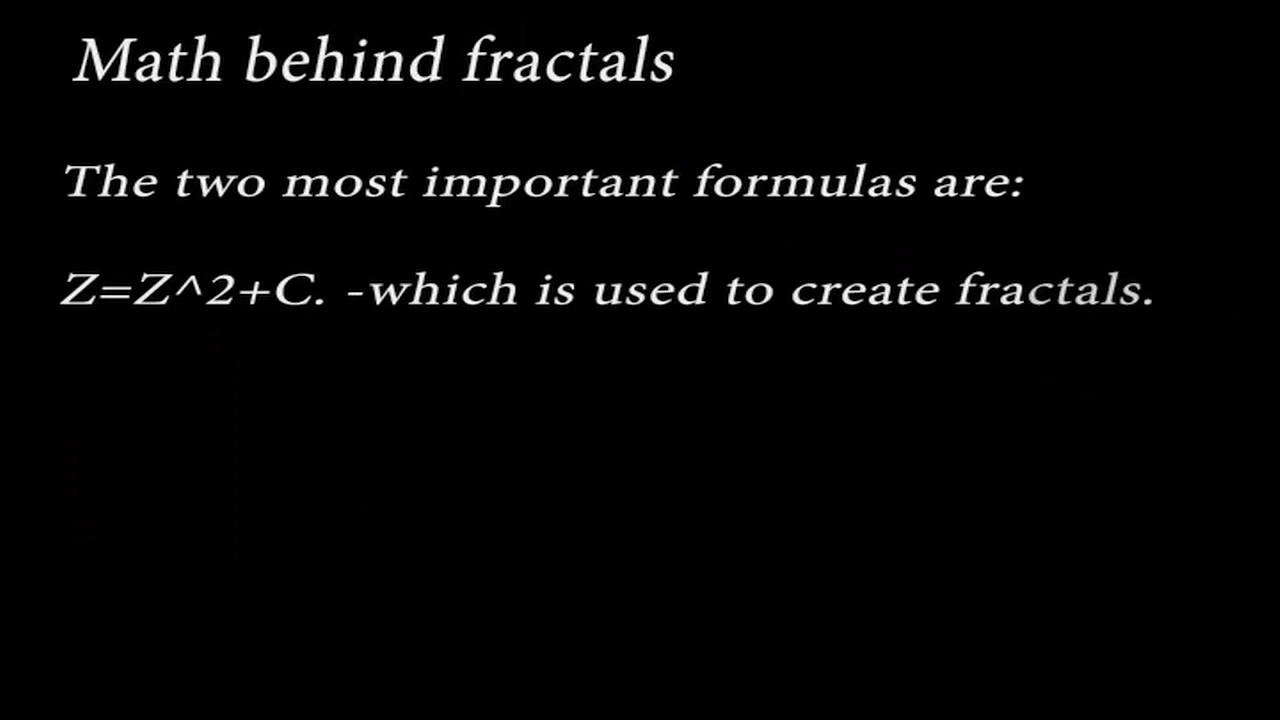 Math behind fractals
The two most important formulas are:
Z=Z^2+C. -which is used to create fractals.